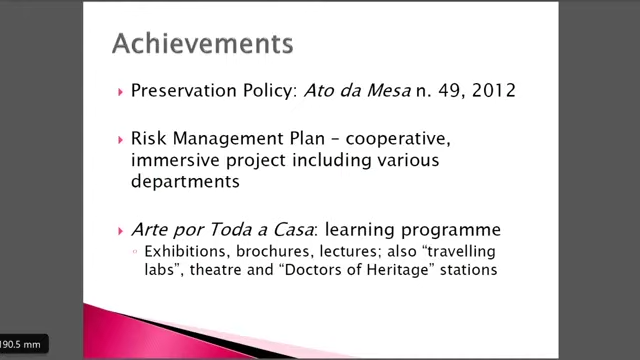 Achievements
Preservation Policy: Ato da Mesa n. 49, 2012
Risk Management Plan – cooperative,
immersive project including various
departments
Arte por Toda a Casa: learning programme
Exhibitions, brochures, lectures; also “travelling
labs”, theatre and “Doctors of Heritage” stations
190.5 mm